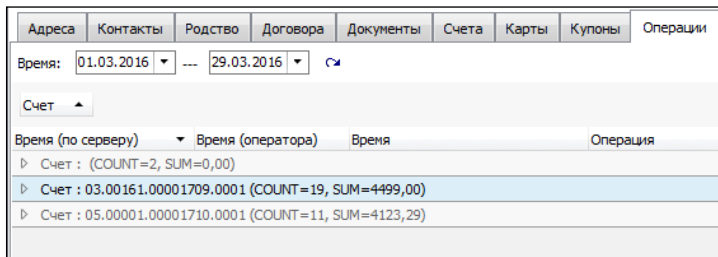 Адреса Контакты Родство Договора Документы Счета Карты Купоны Операции
Время: 01.03.2016 --- 29.03.2016
Счет
Время (по серверу) Время (оператора) Время Операция
Счет : (COUNT=2, SUM=0,00)
Счет : 03.00161.00001709.0001 (COUNT=19, SUM=4499,00)
Счет : 05.00001.00001710.0001 (COUNT=11, SUM=4123,29)